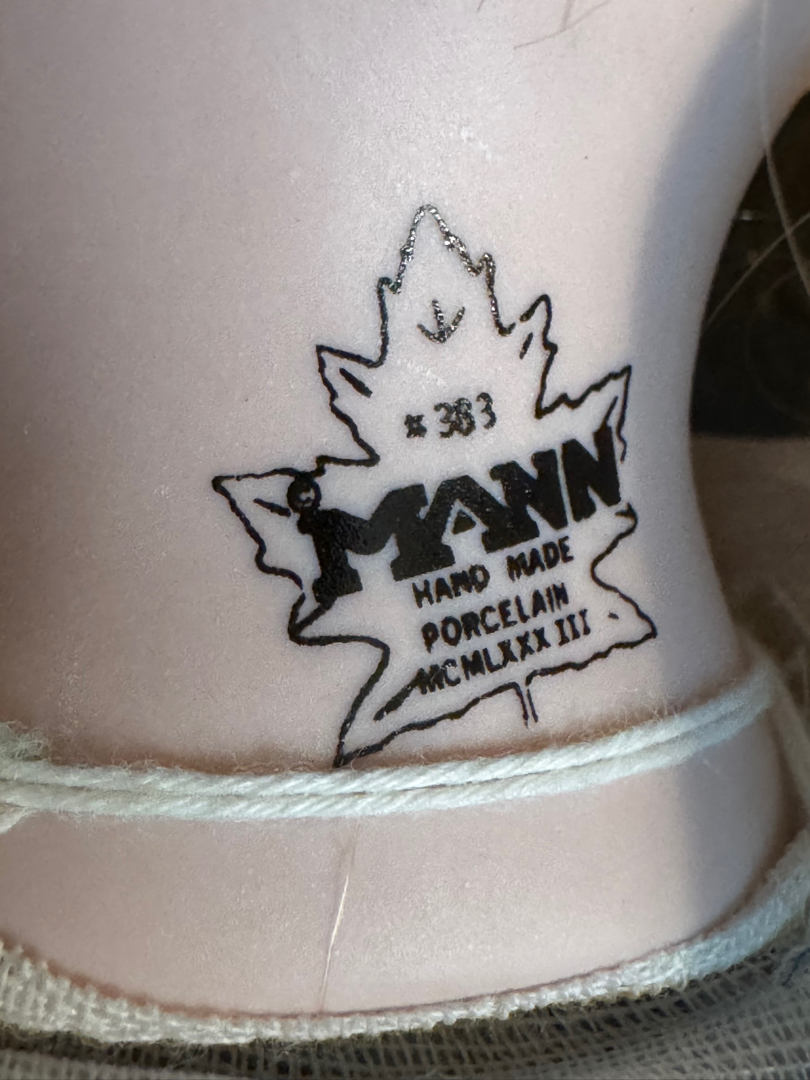 * 383
© MANN
HAND MADE
PORCELAIN
MCMLXXXIII